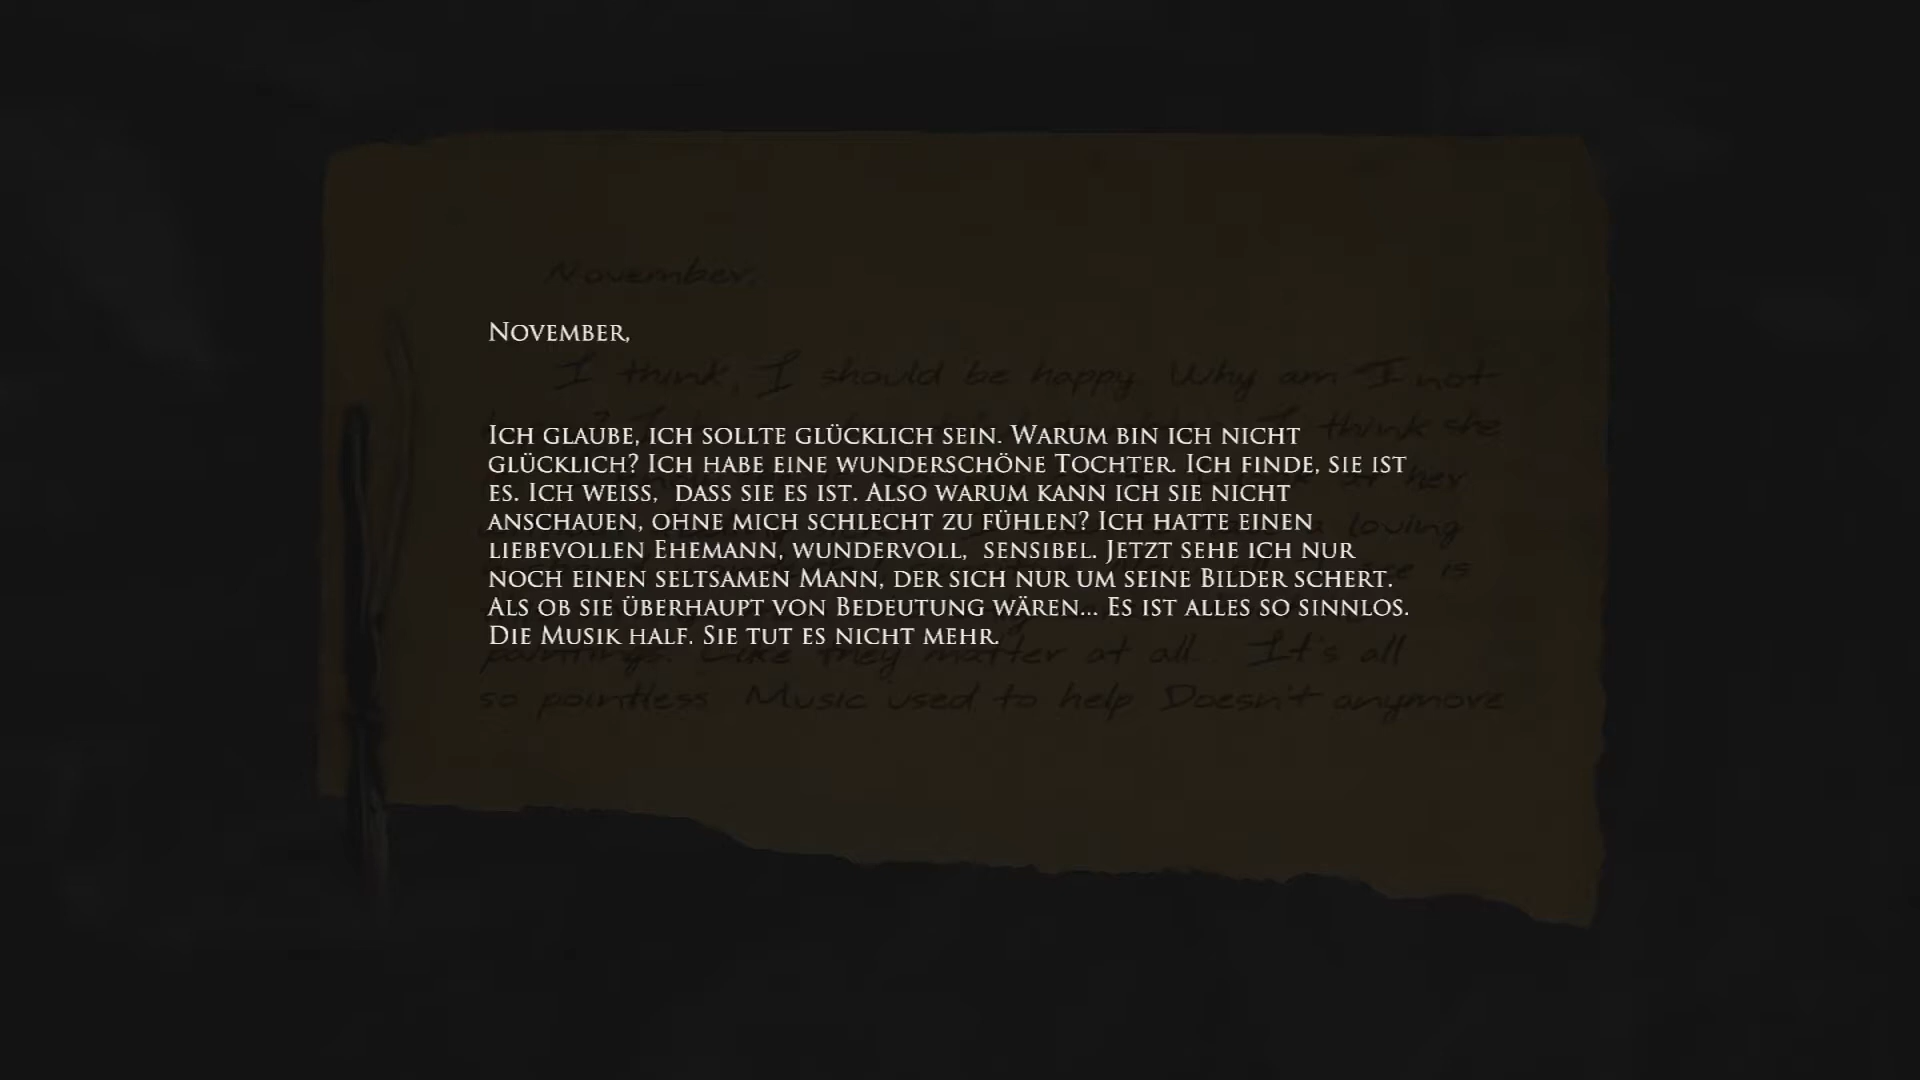 November.
November,
I think, I should be happy. Why am I not
Ich glaube, ich sollte glücklich sein. Warum bin ich nicht
think she
glücklich? Ich habe eine wunderschöne Tochter. Ich finde, sie ist
her
es. Ich weiss, dass sie es ist. Also warum kann ich sie nicht
anschauen, ohne mich schlecht zu fühlen? Ich hatte einen
loving
liebevollen Ehemann, wundervoll, sensibel. Jetzt sehe ich nur
is
noch einen seltsamen Mann, der sich nur um seine Bilder schert.
Als ob sie überhaupt von Bedeutung wären... Es ist alles so sinnlos.
Die Musik half. Sie tut es nicht mehr.
paintings. Like they matter at all... It's all
so pointless. Music used to help. Doesn't anymore